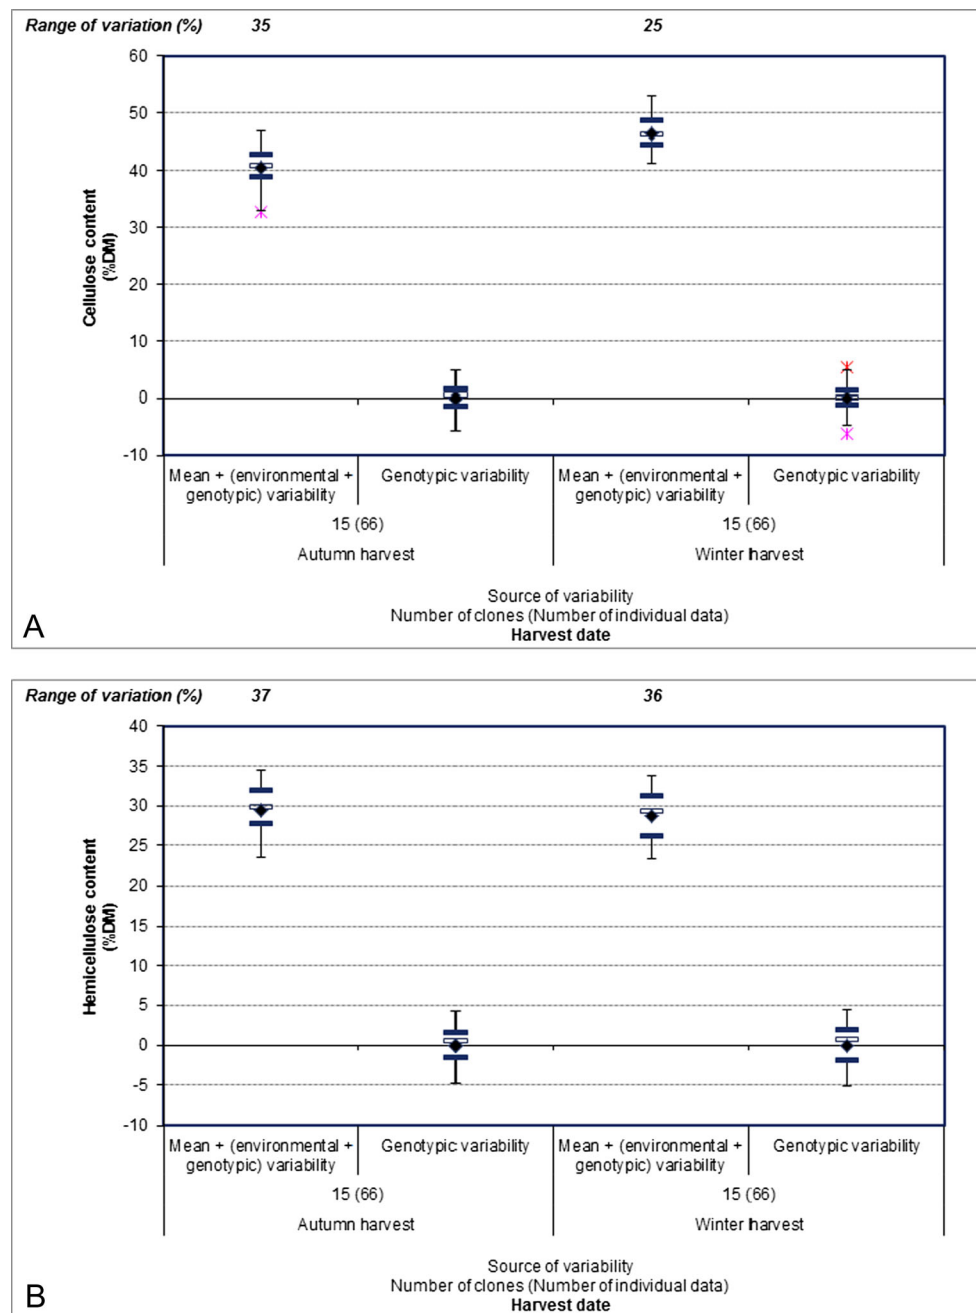 Range of variation (%) 35 25
60
50
40
30
20
10
0
-10
Cellulose content
(%DM)
Mean + (environmental + Genotypic variability Mean + (environmental + Genotypic variability
genotypic) variability genotypic) variability
15 (66) 15 (66)
Autumn harvest Winter harvest
Source of variability
Number of clones (Number of individual data)
Harvest date
A
Range of variation (%) 37 36
40
35
30
25
20
15
10
5
0
-5
-10
Hemicellulose content
(%DM)
Mean + (environmental + Genotypic variability Mean + (environmental + Genotypic variability
genotypic) variability genotypic) variability
15 (66) 15 (66)
Autumn harvest Winter harvest
Source of variability
Number of clones (Number of individual data)
Harvest date
B